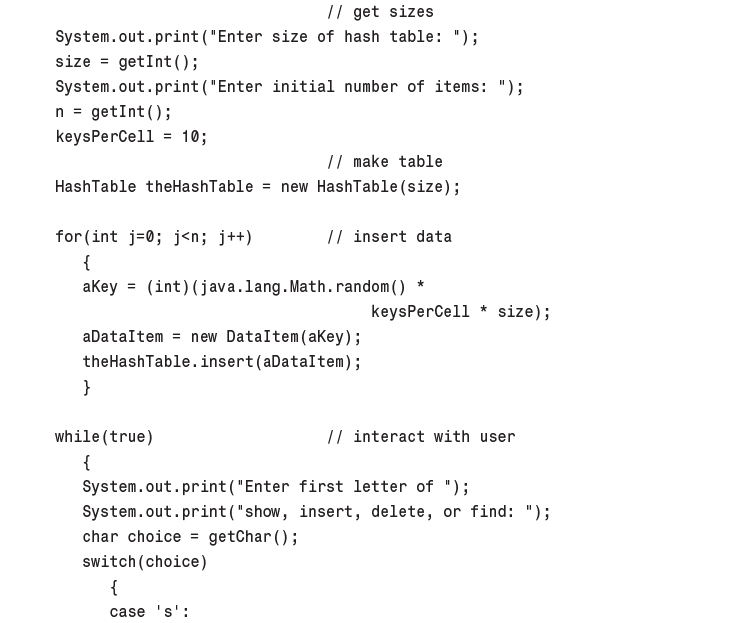 // get sizes
System.out.print("Enter size of hash table: ");
size = getInt();
System.out.print("Enter initial number of items: ");
n = getInt();
keysPerCell = 10;
// make table
HashTable theHashTable = new HashTable(size);
for(int j=0; j<n; j++)        // insert data
{
aKey = (int)(java.lang.Math.random() *
keysPerCell * size);
aDataItem = new DataItem(aKey);
theHashTable.insert(aDataItem);
}
while(true)                   // interact with user
{
System.out.print("Enter first letter of ");
System.out.print("show, insert, delete, or find: ");
char choice = getChar();
switch(choice)
{
case 's':